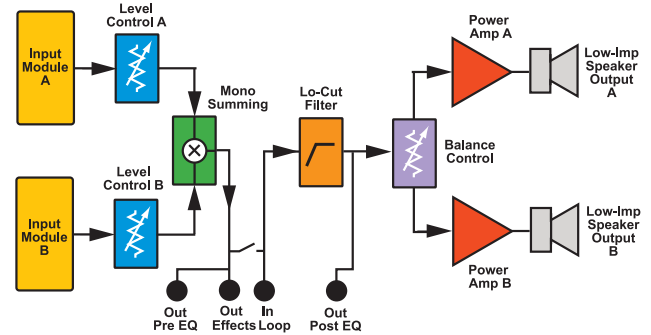 Input
Module
A
Level
Control A
Mono
Summing
Lo-Cut
Filter
Power
Amp A
Low-Imp
Speaker
Output
A
Balance
Control
Input
Module
B
Level
Control B
Power
Amp B
Low-Imp
Speaker
Output
B
Out
Pre EQ
Out
Effects
In
Loop
Out
Post EQ